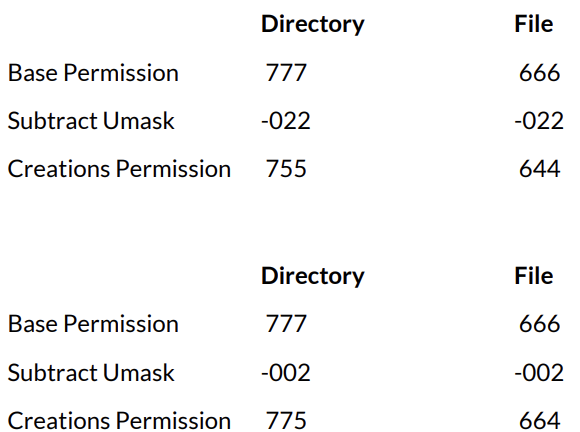 Directory File
Base Permission 777 666
Subtract Umask -022 -022
Creations Permission 755 644
Directory File
Base Permission 777 666
Subtract Umask -002 -002
Creations Permission 775 664